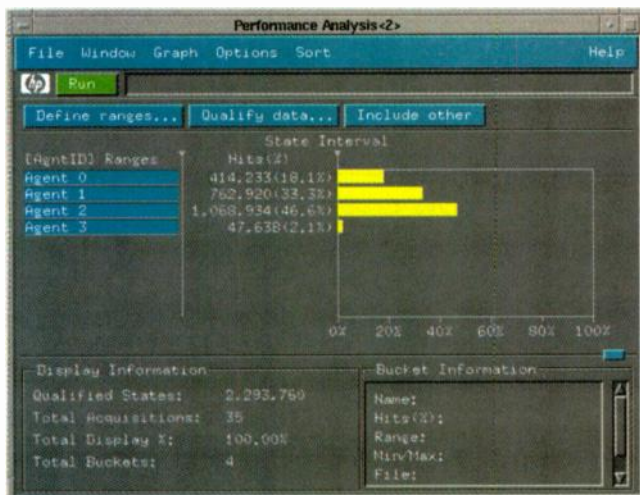 Performance Analysis<2>
File Window Graph Options Sort Help
hp Run
Define ranges... Qualify data... Include other
State Interval
[AgntID] Ranges Hits(%)
Agent 0 414,233(18.1%)
Agent 1 762,920(33.3%)
Agent 2 1,068,934(46.6%)
Agent 3 47,638(2.1%)
0% 20% 40% 60% 80% 100%
Display Information
Qualified States: 2,293,760
Total Acquisitions: 35
Total Display %: 100.00%
Total Buckets: 4
Bucket Information
Name:
Hits(%):
Range:
Min/Max:
File: